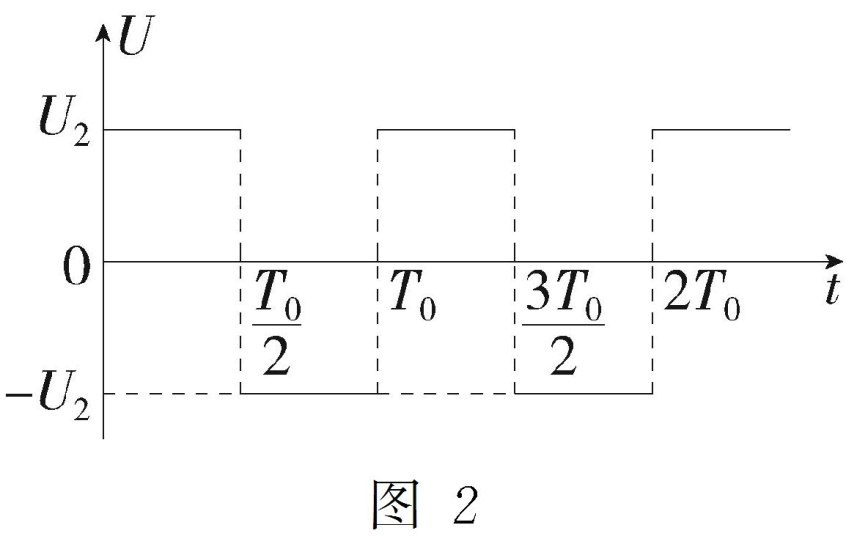 U
U₂
0
T₀/2 T₀ 3T₀/2 2T₀ t
-U₂
图 2